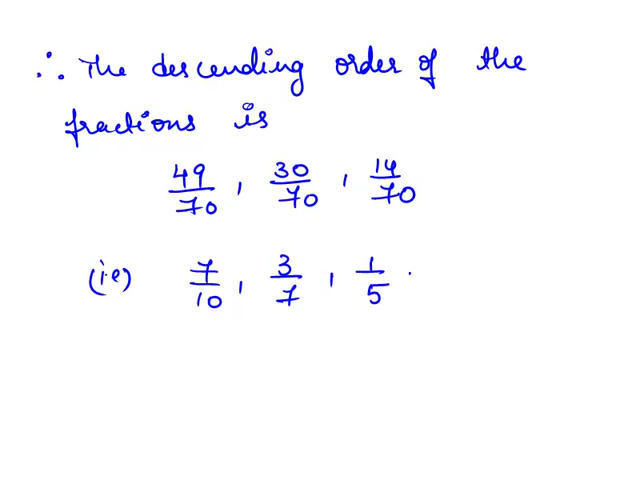 ∴ The descending order of the
fractions is
49/70 , 30/70 , 14/70
(i.e) 7/10 , 3/7 , 1/5 .